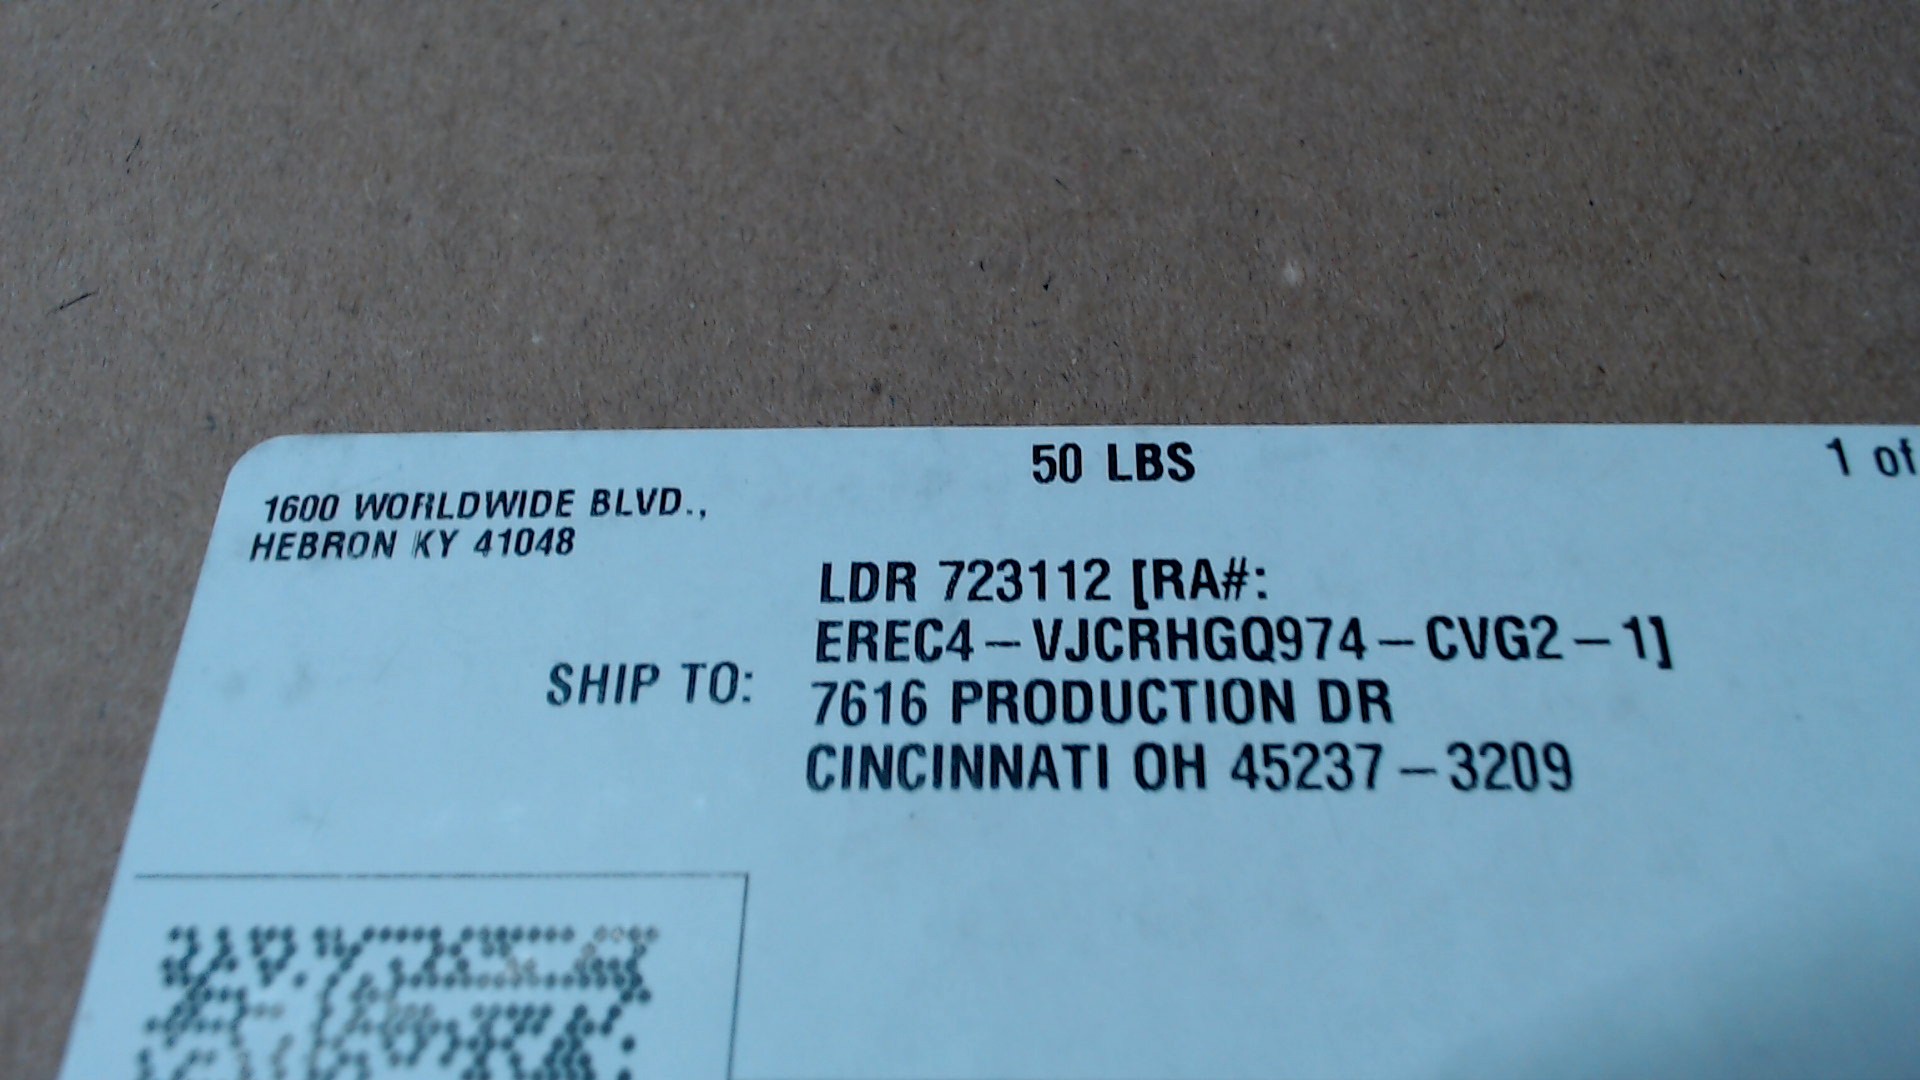 50 LBS
1 of
1600 WORLDWIDE BLVD.,
HEBRON KY 41048
LDR 723112 [RA#:
EREC4-VJCRHGQ974-CVG2-1]
SHIP TO:
7616 PRODUCTION DR
CINCINNATI OH 45237-3209